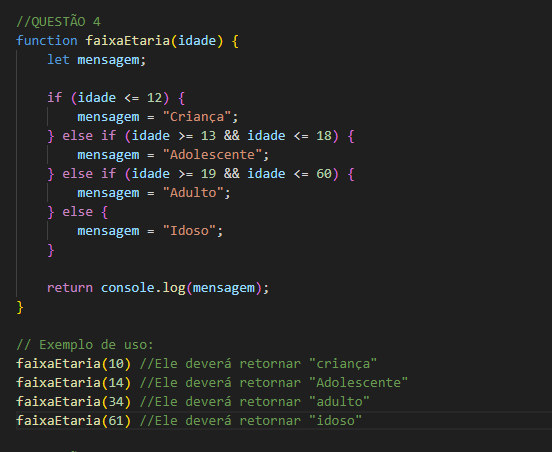 //QUESTÃO 4
function faixaEtaria(idade) {
    let mensagem;

    if (idade <= 12) {
        mensagem = "Criança";
    } else if (idade >= 13 && idade <= 18) {
        mensagem = "Adolescente";
    } else if (idade >= 19 && idade <= 60) {
        mensagem = "Adulto";
    } else {
        mensagem = "Idoso";
    }

    return console.log(mensagem);
}

// Exemplo de uso:
faixaEtaria(10) //Ele deverá retornar "criança"
faixaEtaria(14) //Ele deverá retornar "Adolescente"
faixaEtaria(34) //Ele deverá retornar "adulto"
faixaEtaria(61) //Ele deverá retornar "idoso"